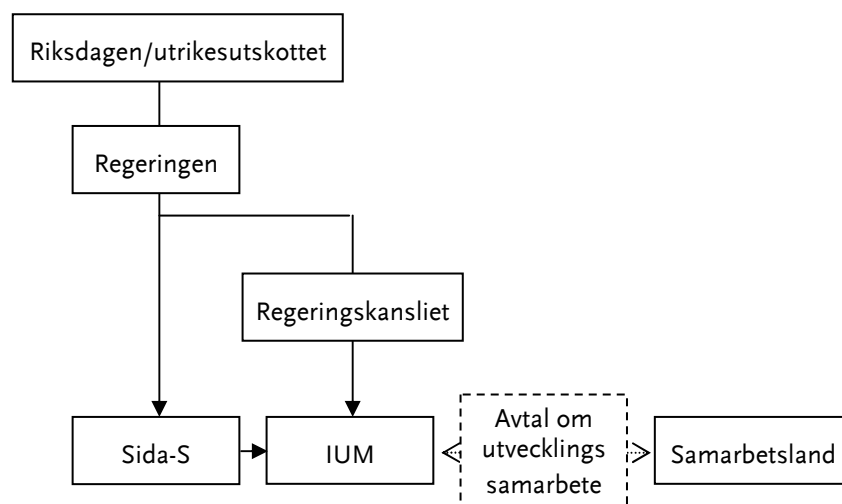 Riksdagen/utrikesutskottet
Regeringen
Regeringskansliet
Sida-S
IUM
Avtal om
utvecklings
samarbete
Samarbetsland